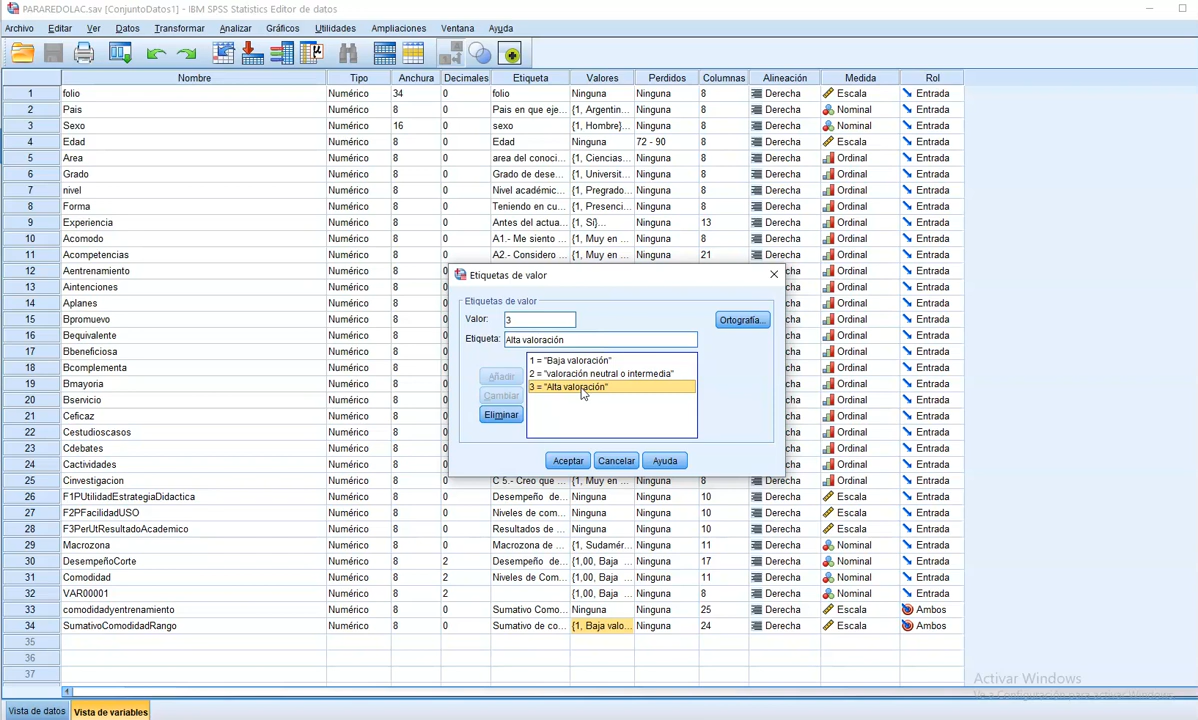 PARAREDOLAC.sav [ConjuntoDatos1] - IBM SPSS Statistics Editor de datos
Archivo Editar Ver Datos Transformar Analizar Gráficos Utilidades Ampliaciones Ventana Ayuda
Nombre Tipo Anchura Decimales Etiqueta Valores Perdidos Columnas Alineación Medida Rol
1 folio Numérico 34 0 folio Ninguna Ninguna 8 Derecha Escala Entrada
2 Pais Numérico 8 0 Pais en que eje... {1, Argentin... Ninguna 8 Derecha Nominal Entrada
3 Sexo Numérico 16 0 sexo {1, Hombre}... Ninguna 8 Derecha Nominal Entrada
4 Edad Numérico 8 0 Edad Ninguna 72 - 90 8 Derecha Escala Entrada
5 Area Numérico 8 0 area del conoci... {1, Ciencias... Ninguna 8 Derecha Ordinal Entrada
6 Grado Numérico 8 0 Grado de dese... {1, Universit... Ninguna 8 Derecha Ordinal Entrada
7 nivel Numérico 8 0 Nivel académic... {1, Pregrado... Ninguna 8 Derecha Ordinal Entrada
8 Forma Numérico 8 0 Teniendo en cu... {1, Presenci... Ninguna 8 Derecha Ordinal Entrada
9 Experiencia Numérico 8 0 Antes del actua... {1, Sí}... Ninguna 13 Derecha Ordinal Entrada
10 Acomodo Numérico 8 0 A1.- Me siento ... {1, Muy en ... Ninguna 8 Derecha Ordinal Entrada
11 Acompetencias Numérico 8 0 A2.- Considero ... {1, Muy en ... Ninguna 21 Derecha Ordinal Entrada
12 Aentrenamiento Numérico 8 0 cha Ordinal Entrada
13 Aintenciones Numérico 8 0 cha Ordinal Entrada
14 Aplanes Numérico 8 0 cha Ordinal Entrada
15 Bpromuevo Numérico 8 0 cha Ordinal Entrada
16 Bequivalente Numérico 8 0 cha Ordinal Entrada
17 Bbeneficiosa Numérico 8 0 cha Ordinal Entrada
18 Bcomplementa Numérico 8 0 cha Ordinal Entrada
19 Bmayoria Numérico 8 0 cha Ordinal Entrada
20 Bservicio Numérico 8 0 cha Ordinal Entrada
21 Ceficaz Numérico 8 0 cha Ordinal Entrada
22 Cestudioscasos Numérico 8 0 cha Ordinal Entrada
23 Cdebates Numérico 8 0 cha Ordinal Entrada
24 Cactividades Numérico 8 0 cha Ordinal Entrada
25 Cinvestigacion Numérico 8 0 C 5.- Creo que ... {1, Muy en ... Ninguna 8 Derecha Ordinal Entrada
26 F1PUtilidadEstrategiaDidactica Numérico 8 0 Desempeño de... Ninguna Ninguna 10 Derecha Escala Entrada
27 F2PFacilidadUSO Numérico 8 0 Niveles de com... Ninguna Ninguna 10 Derecha Escala Entrada
28 F3PerUtResultadoAcademico Numérico 8 0 Resultados de ... Ninguna Ninguna 10 Derecha Escala Entrada
29 Macrozona Numérico 8 0 Macrozona de ... {1, Sudamér... Ninguna 11 Derecha Nominal Entrada
30 DesempeñoCorte Numérico 8 2 Desempeño de... {1,00, Baja ... Ninguna 17 Derecha Nominal Entrada
31 Comodidad Numérico 8 2 Niveles de Com... {1,00, Baja ... Ninguna 11 Derecha Nominal Entrada
32 VAR00001 Numérico 8 2 {1,00, Baja ... Ninguna 8 Derecha Nominal Entrada
33 comodidadyentrenamiento Numérico 8 0 Sumativo Como... Ninguna Ninguna 25 Derecha Escala Ambos
34 SumativoComodidadRango Numérico 8 0 Sumativo de co... {1, Baja valo... Ninguna 24 Derecha Escala Ambos
35
36
37
Etiquetas de valor
Etiquetas de valor
Valor: 3 Ortografía...
Etiqueta: Alta valoración
1 = "Baja valoración"
2 = "valoración neutral o intermedia"
3 = "Alta valoración"
Añadir
Cambiar
Eliminar
Aceptar Cancelar Ayuda
Activar Windows
Ve a Configuración para activar Windows.
Vista de datos Vista de variables